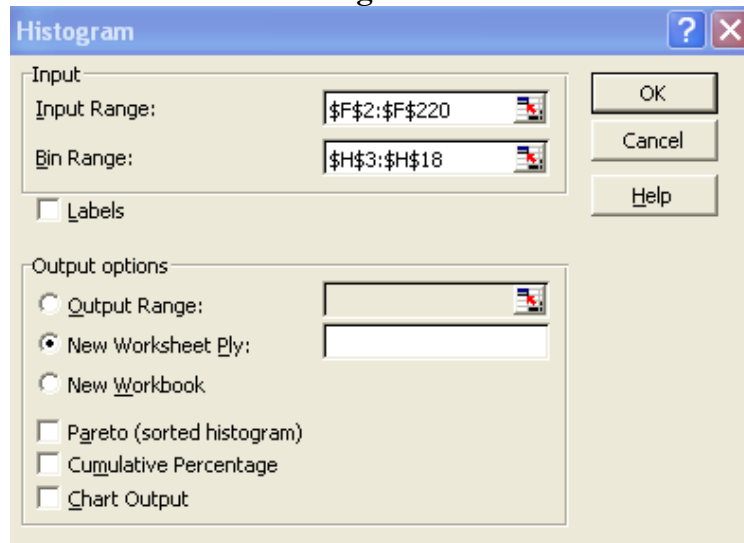 Histogram
Input
Input Range: $F$2:$F$220
Bin Range: $H$3:$H$18
Labels
OK
Cancel
Help
Output options
Output Range:
New Worksheet Ply:
New Workbook
Pareto (sorted histogram)
Cumulative Percentage
Chart Output